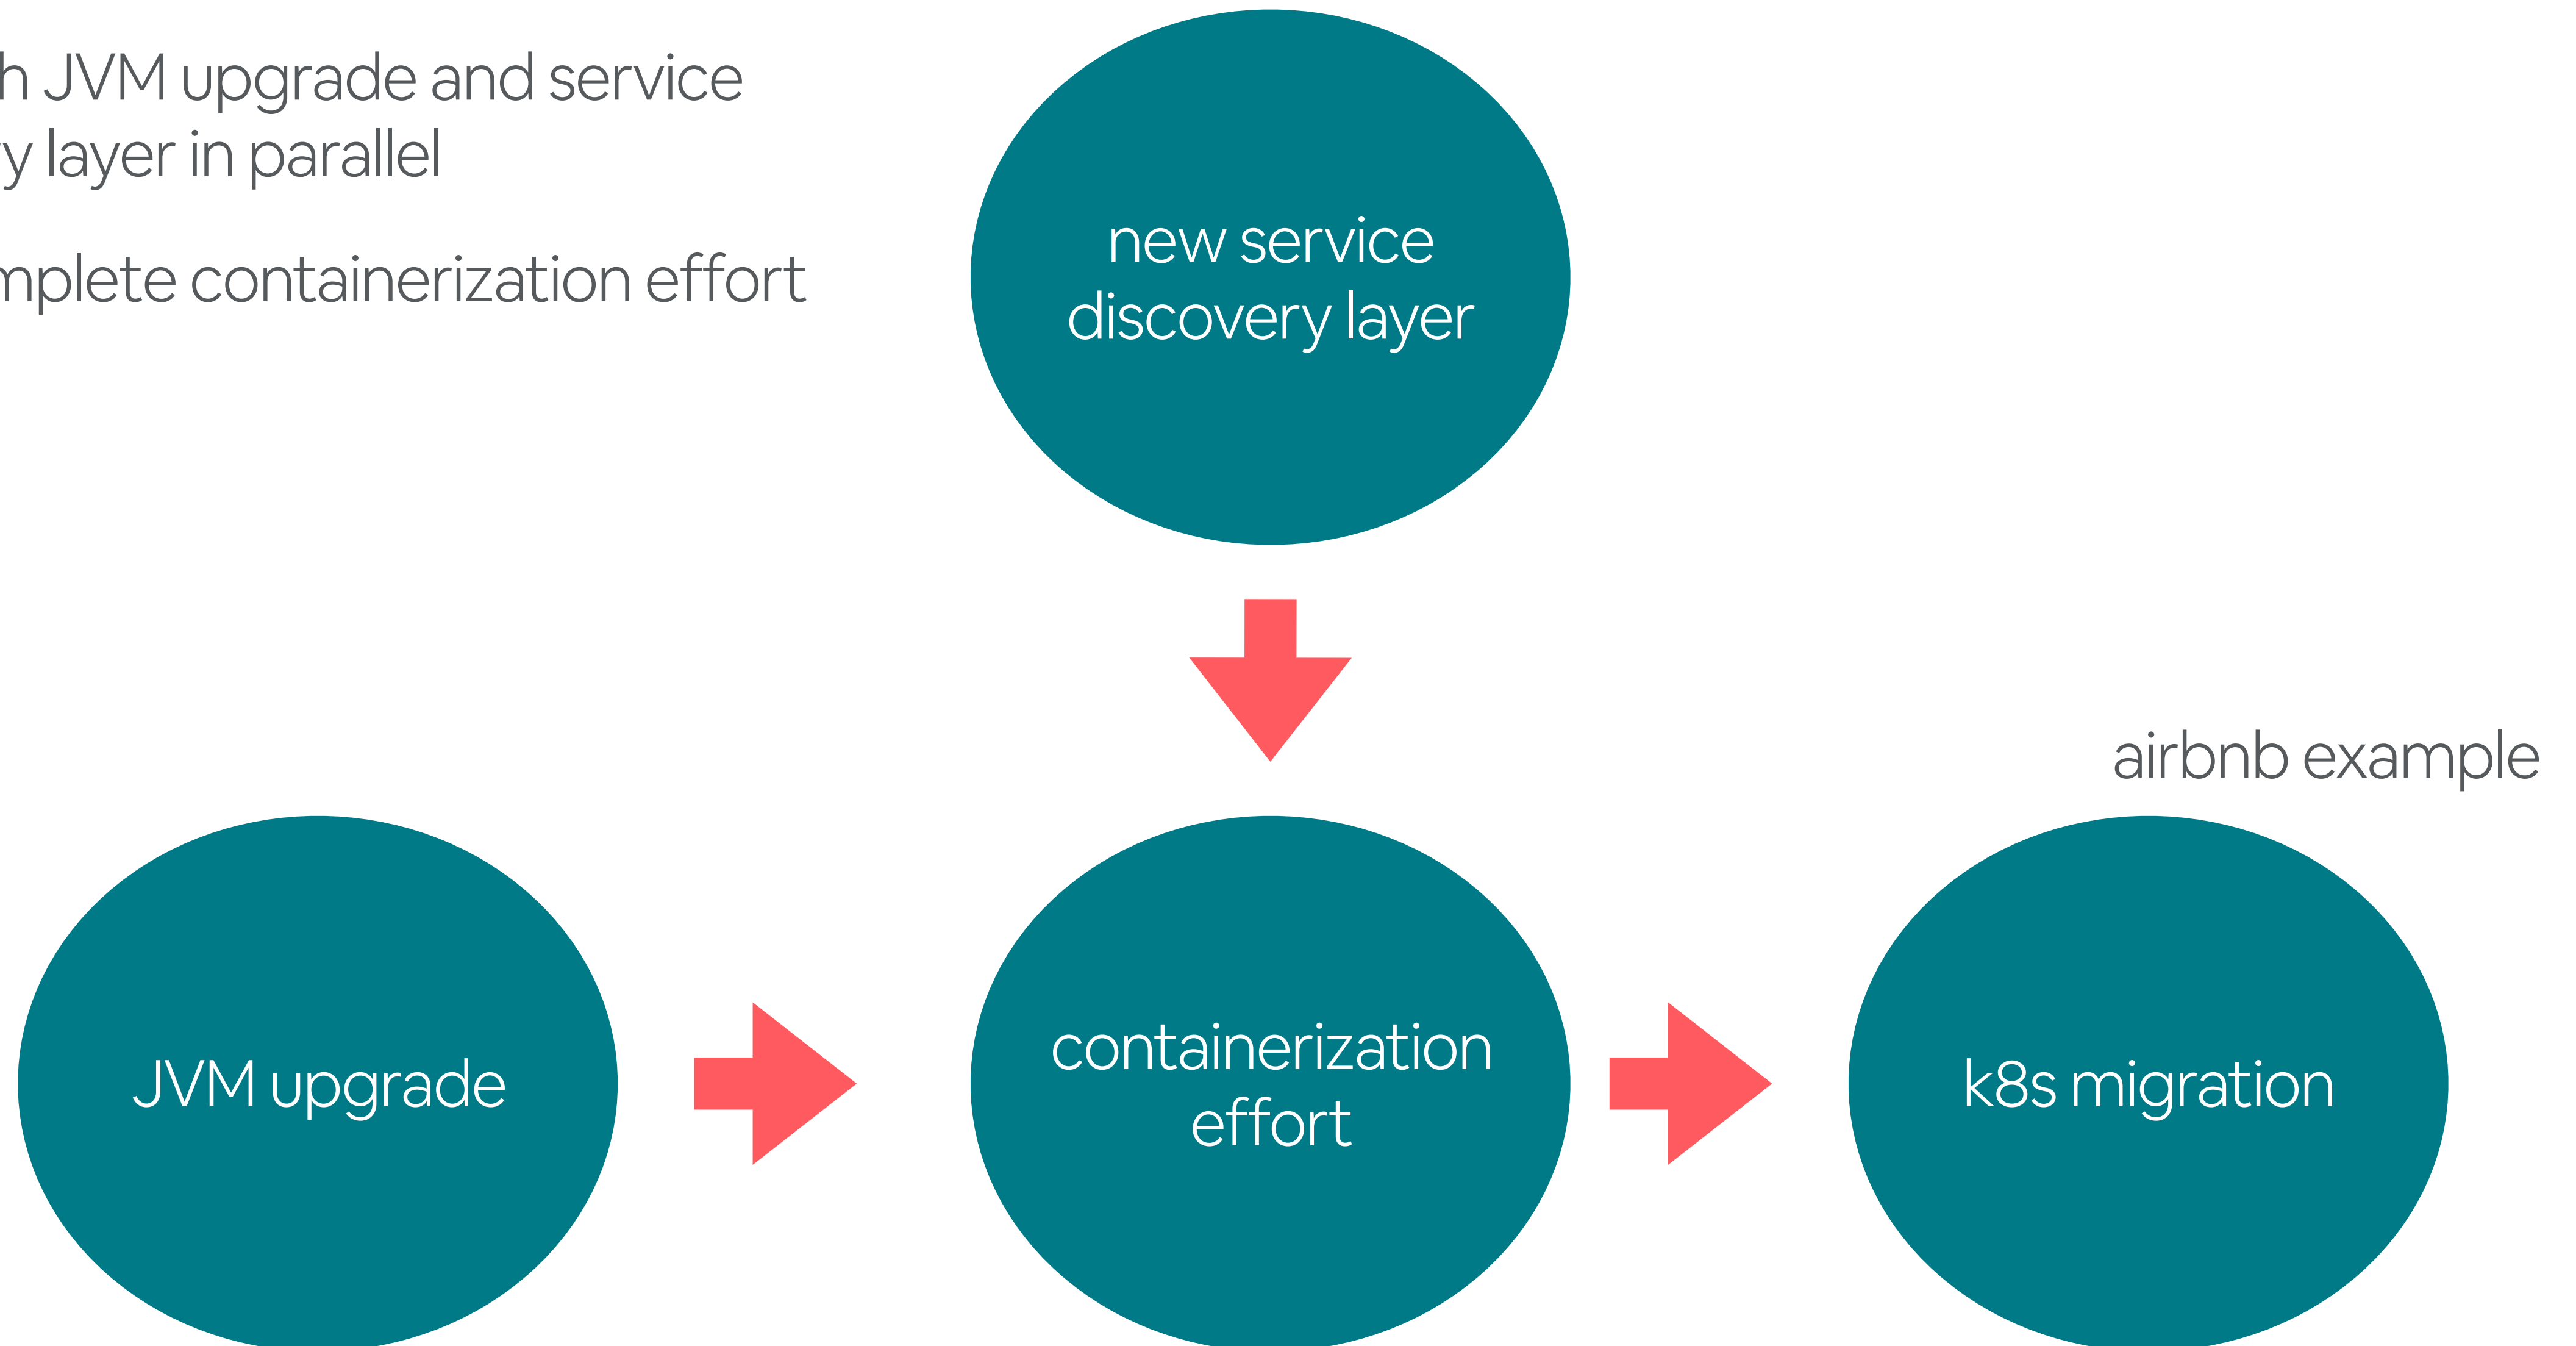 JVM upgrade and service
layer in parallel
containerization effort
new service
discovery layer
airbnb example
JVM upgrade
containerization
effort
k8s migration